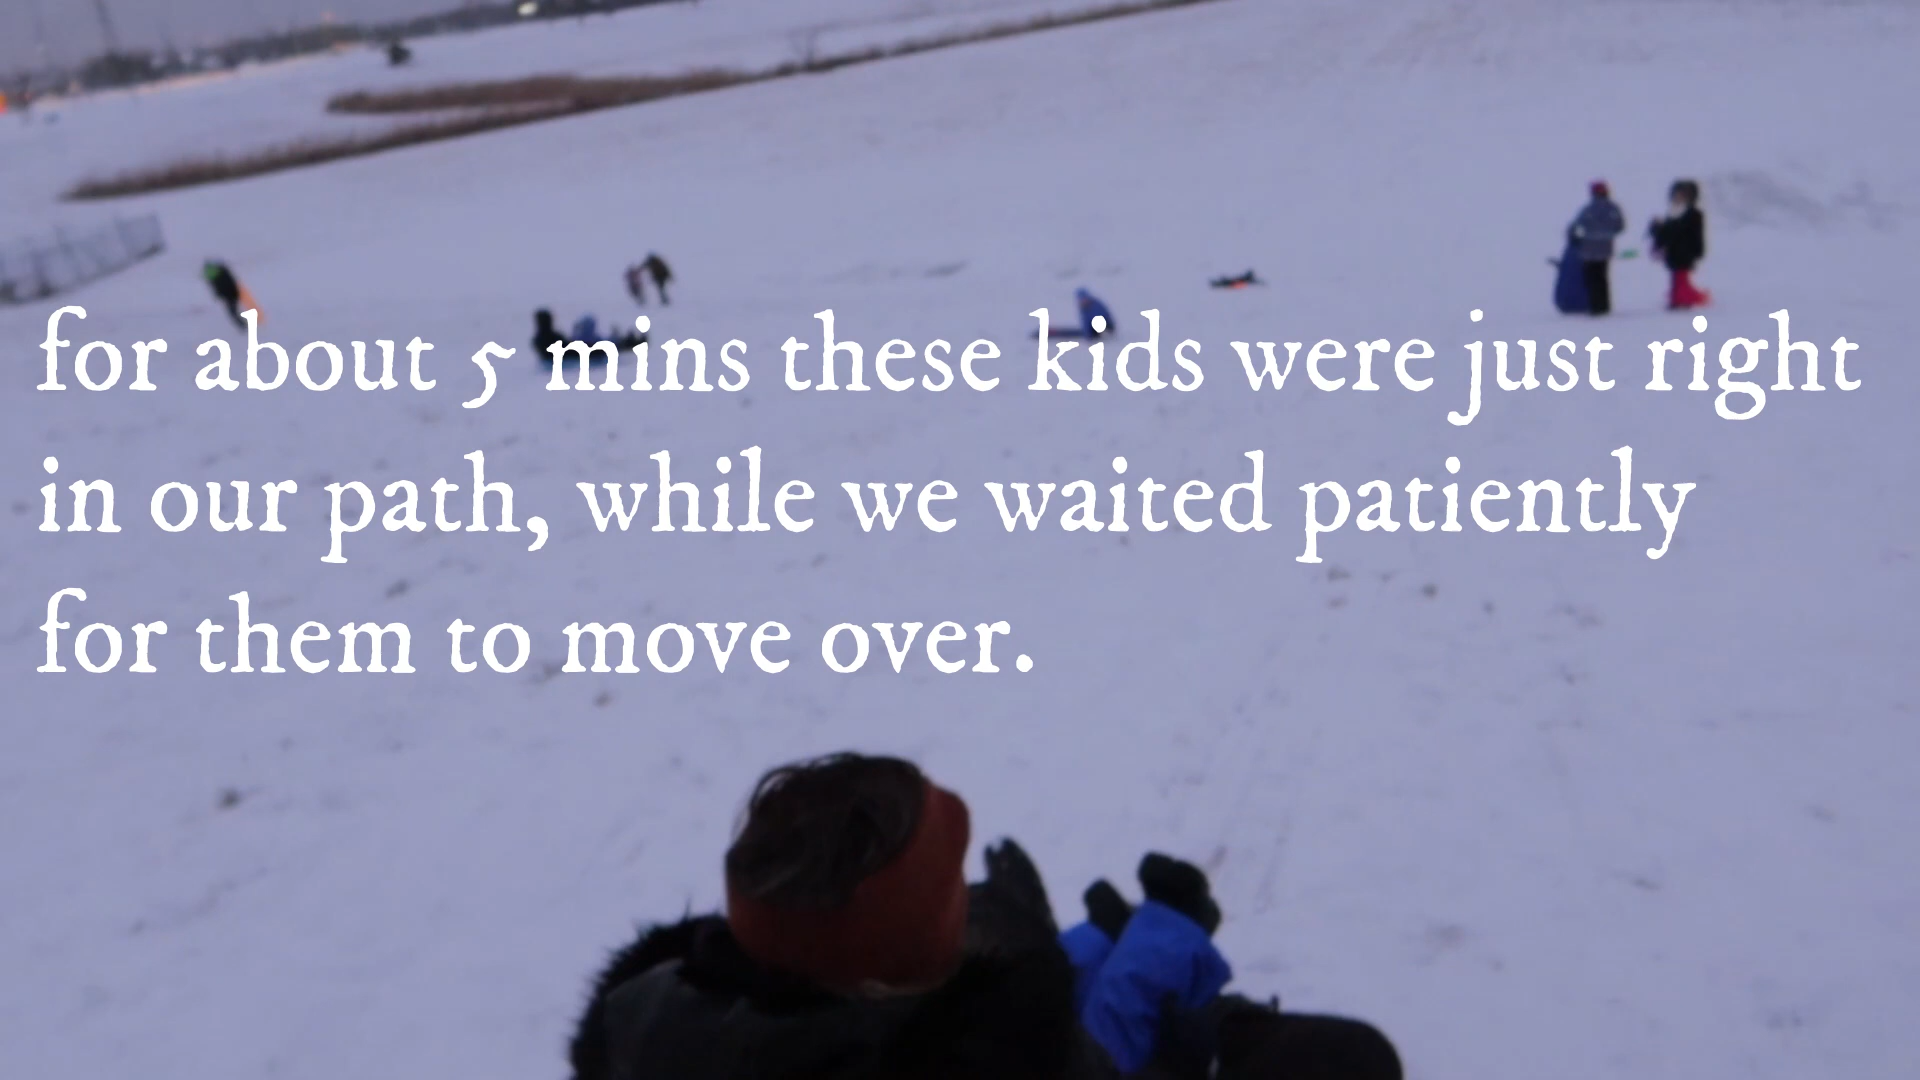 for about 5 mins these kids were just right
in our path, while we waited patiently
for them to move over.